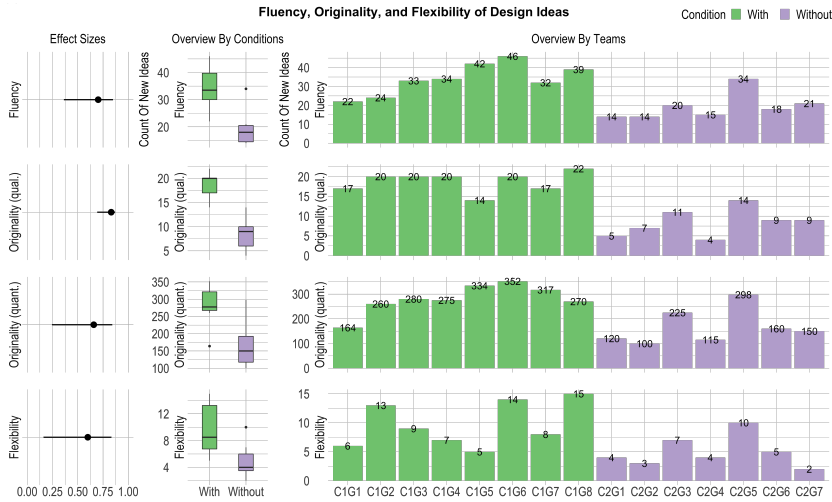 Fluency, Originality, and Flexibility of Design Ideas
Condition With Without
Effect Sizes
Overview By Conditions
Overview By Teams
Fluency
Count Of New Ideas
Fluency
40
30
20
Count Of New Ideas
Fluency
40
30
20
10
0
22 24 33 34 42 46 32 39 14 14 20 15 34 18 21
Originality (qual.)
Originality (qual.)
20
15
10
5
Originality (qual.)
20
15
10
5
0
17 20 20 20 14 20 17 22 5 7 11 4 14 9 9
Originality (quant.)
Originality (quant.)
350
300
250
200
150
100
Originality (quant.)
300
200
100
0
164 260 280 275 334 352 317 270 120 100 225 115 298 160 150
Flexibility
Flexibility
12
8
4
Flexibility
15
10
5
0
6 13 9 7 5 14 8 15 4 3 7 4 10 5 2
0.00 0.25 0.50 0.75 1.00
With Without
C1G1 C1G2 C1G3 C1G4 C1G5 C1G6 C1G7 C1G8 C2G1 C2G2 C2G3 C2G4 C2G5 C2G6 C2G7